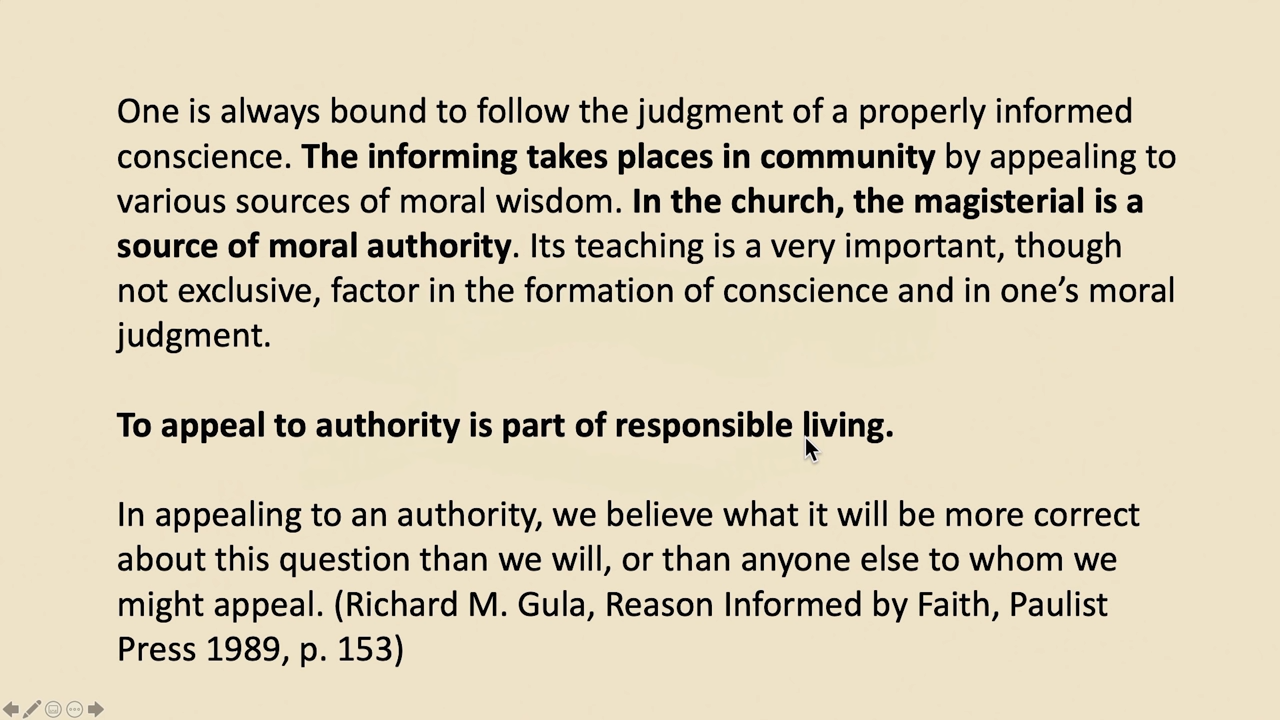 One is always bound to follow the judgment of a properly informed
conscience. The informing takes places in community by appealing to
various sources of moral wisdom. In the church, the magisterial is a
source of moral authority. Its teaching is a very important, though
not exclusive, factor in the formation of conscience and in one’s moral
judgment.
To appeal to authority is part of responsible living.
In appealing to an authority, we believe what it will be more correct
about this question than we will, or than anyone else to whom we
might appeal. (Richard M. Gula, Reason Informed by Faith, Paulist
Press 1989, p. 153)